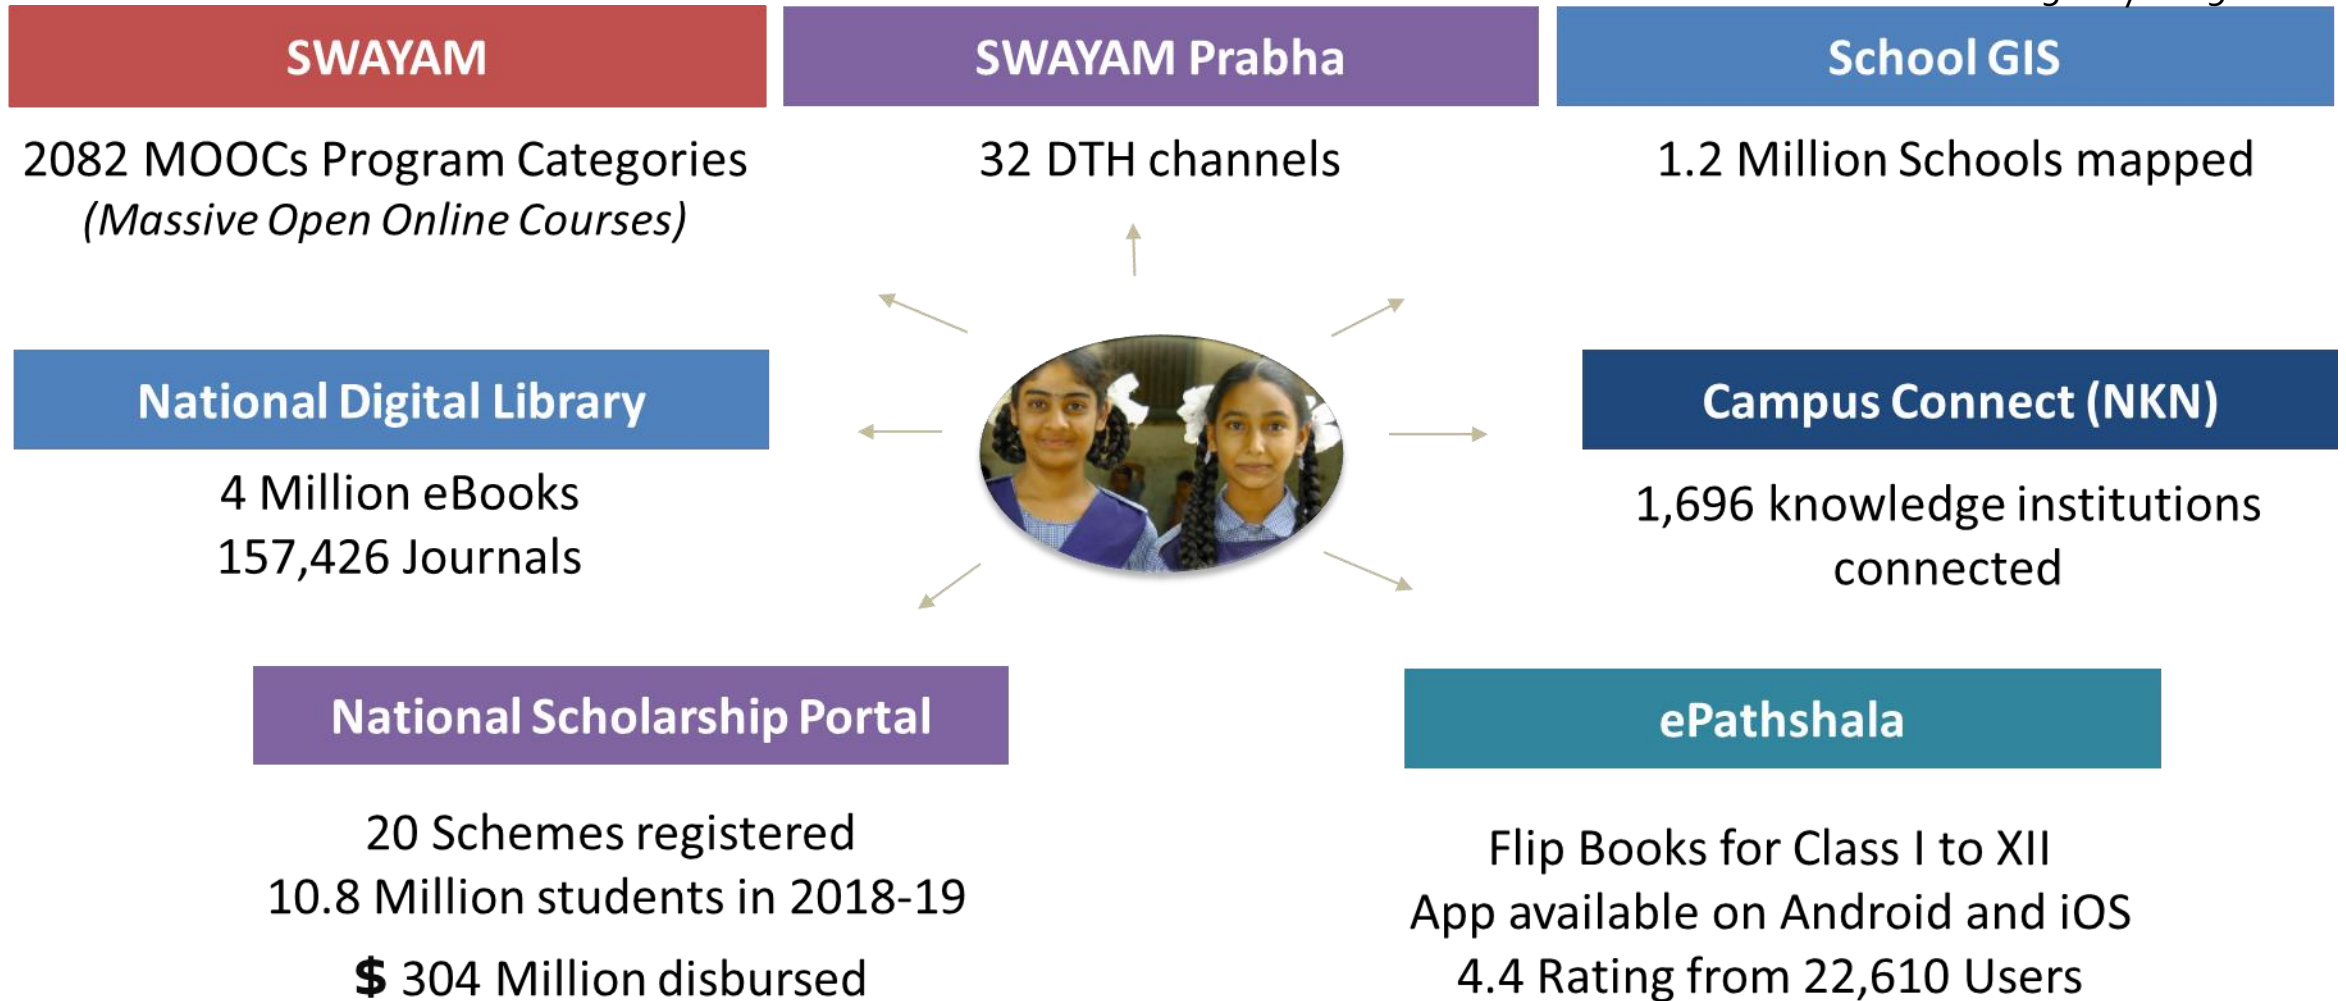 SWAYAM
2082 MOOCs Program Categories
(Massive Open Online Courses)
SWAYAM Prabha
32 DTH channels
School GIS
1.2 Million Schools mapped
National Digital Library
4 Million eBooks
157,426 Journals
Campus Connect (NKN)
1,696 knowledge institutions
connected
National Scholarship Portal
20 Schemes registered
10.8 Million students in 2018-19
$ 304 Million disbursed
ePathshala
Flip Books for Class I to XII
App available on Android and iOS
4.4 Rating from 22,610 Users